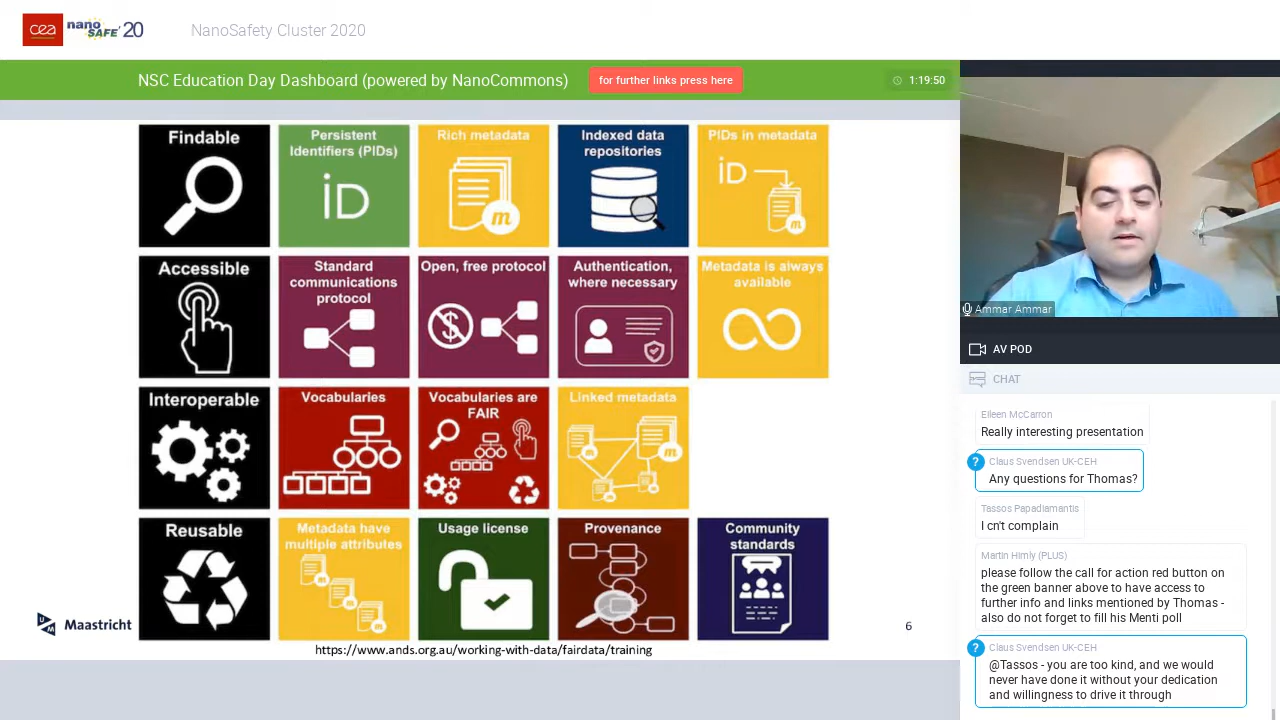 cea
nano
SAFE'
20
NanoSafety Cluster 2020
NSC Education Day Dashboard (powered by NanoCommons)
for further links press here
1:19:50
Findable
Persistent
Identifiers (PIDs)
iD
Rich metadata
m
Indexed data
repositories
PIDs in metadata
iD
m
Accessible
Standard
communications
protocol
Open, free protocol
$
Authentication,
where necessary
Metadata is always
available
Interoperable
Vocabularies
Vocabularies are
FAIR
Linked metadata
Reusable
Metadata have
multiple attributes
Usage license
Provenance
Community
standards
Maastricht
6
https://www.ands.org.au/working-with-data/fairdata/training
Ammar Ammar
AV POD
CHAT
Eileen McCarron
Really interesting presentation
?
Claus Svendsen UK-CEH
Any questions for Thomas?
Tassos Papadiamantis
I cn't complain
Martin Himly (PLUS)
please follow the call for action red button on
the green banner above to have access to
further info and links mentioned by Thomas -
also do not forget to fill his Menti poll
?
Claus Svendsen UK-CEH
@Tassos - you are too kind, and we would
never have done it without your dedication
and willingness to drive it through